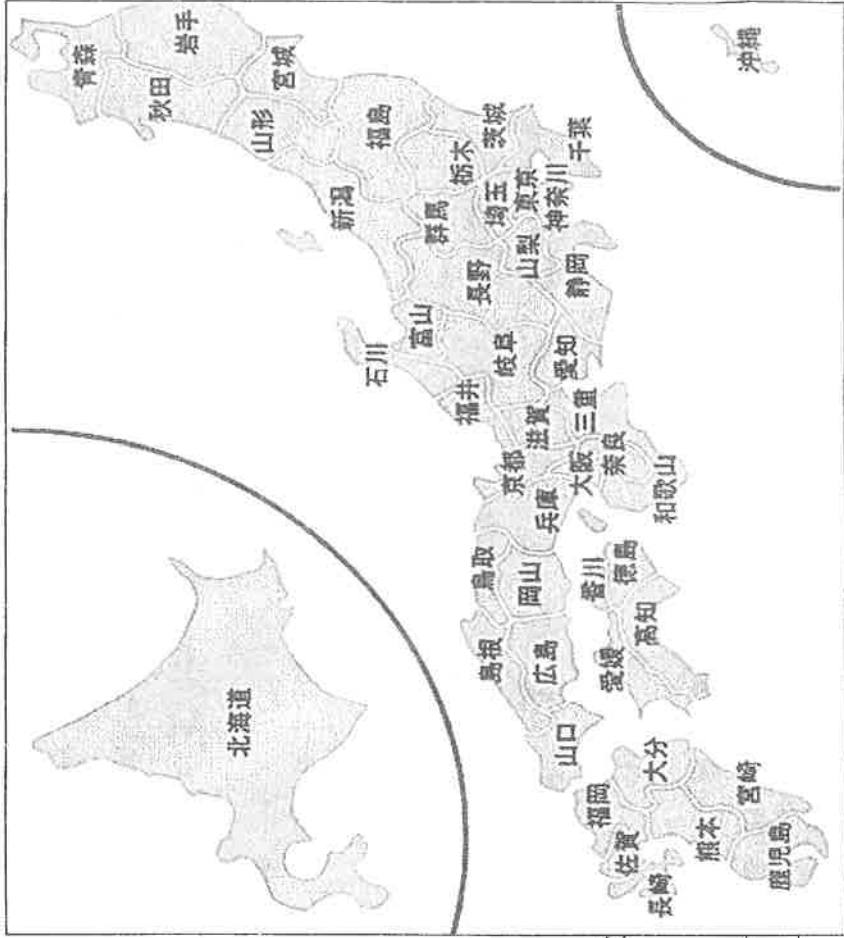 北海道
青森
岩手
秋田
宮城
山形
福島
新潟
栃木
茨城
群馬
埼玉
東京
千葉
神奈川
山梨
長野
静岡
富山
石川
岐阜
愛知
福井
滋賀
三重
京都
大阪
奈良
和歌山
兵庫
鳥取
岡山
島根
広島
山口
香川
徳島
愛媛
高知
福岡
大分
佐賀
長崎
熊本
宮崎
鹿児島
沖縄